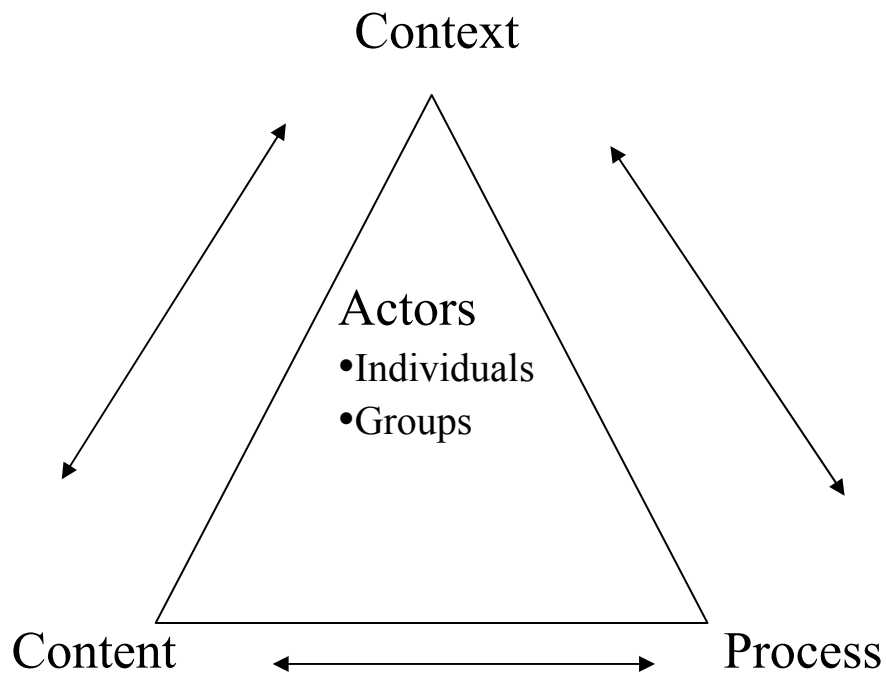 Context
Actors
•Individuals
•Groups
Content
Process